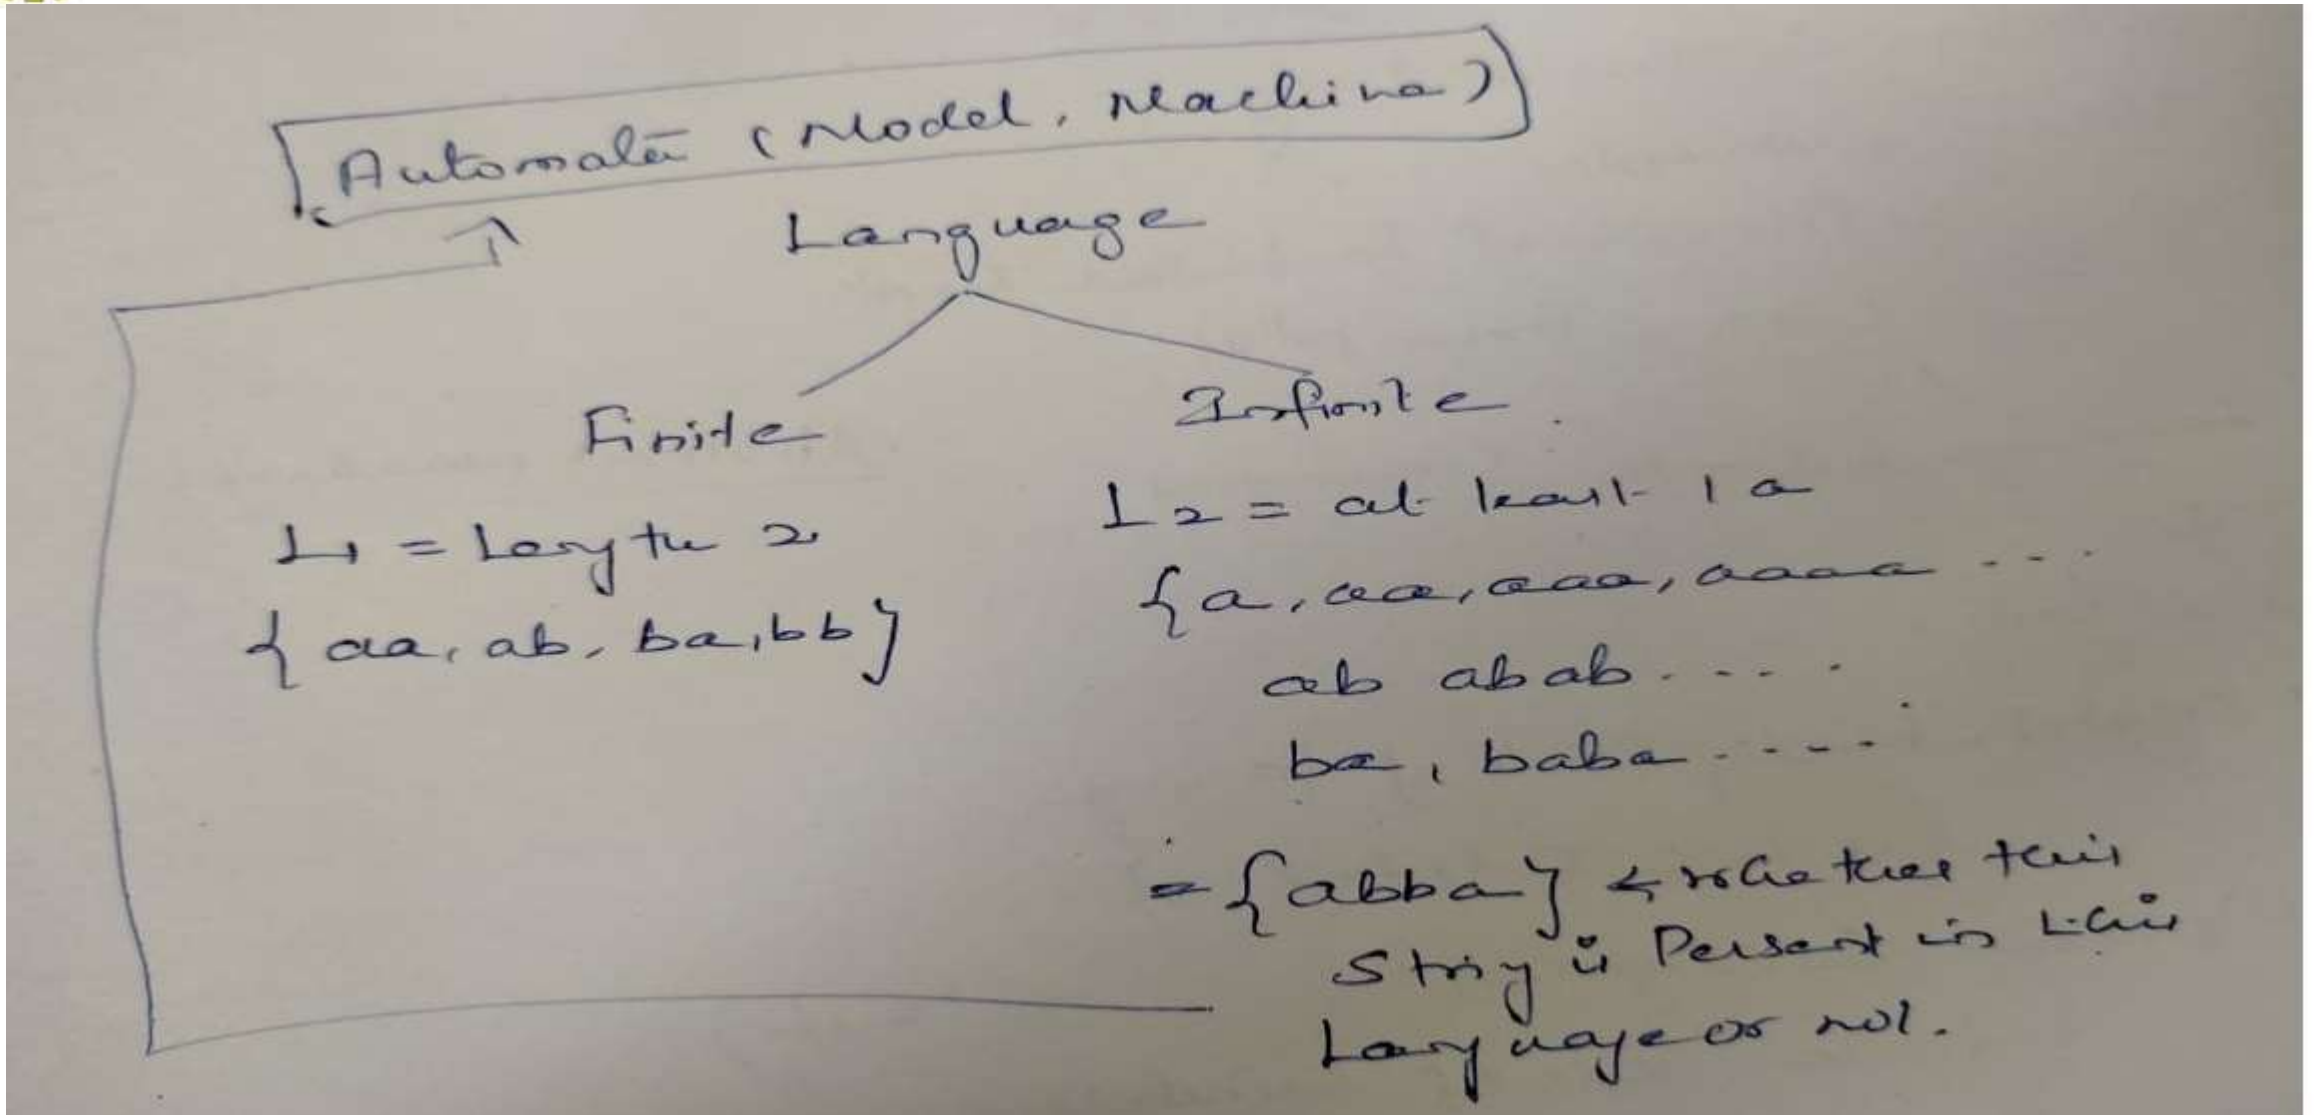 Automata (Model, Machine)
Language
Finite
Infinite
L1 = Length 2
{aa, ab, ba, bb}
L2 = at least 1 a
{a, aa, aaa, aaaa ...
ab abab ....
ba, baba ....
= {abba} ← whether this
String is Persent in this
Language or not.